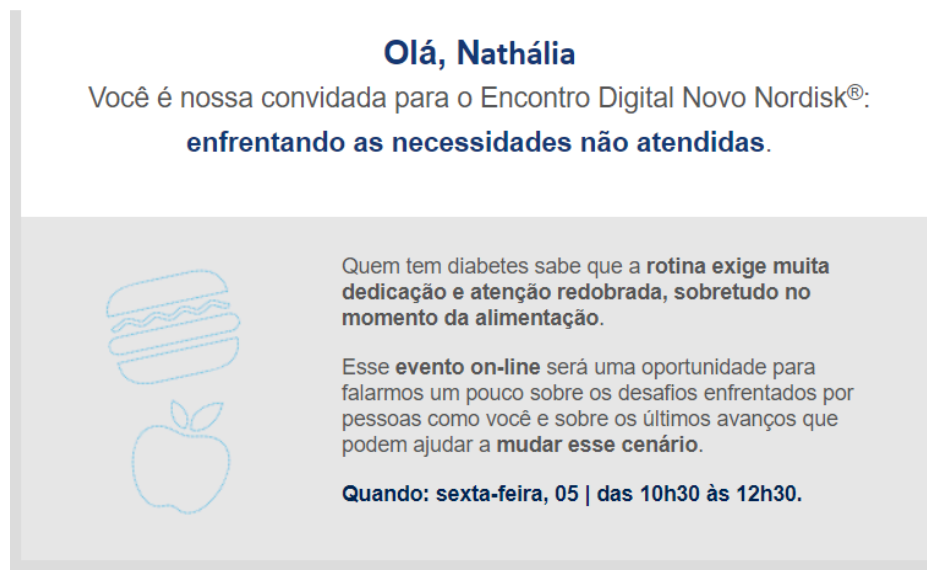 Olá, Nathália
Você é nossa convidada para o Encontro Digital Novo Nordisk®:
enfrentando as necessidades não atendidas.
Quem tem diabetes sabe que a rotina exige muita
dedicação e atenção redobrada, sobretudo no
momento da alimentação.
Esse evento on-line será uma oportunidade para
falarmos um pouco sobre os desafios enfrentados por
pessoas como você e sobre os últimos avanços que
podem ajudar a mudar esse cenário.
Quando: sexta-feira, 05 | das 10h30 às 12h30.